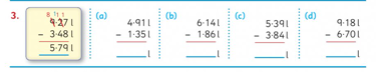 3.
8 11 1
9·27 l
– 3·48 l
5·79 l
(a)
4·91 l
– 1·35 l
l
(b)
6·14 l
– 1·86 l
l
(c)
5·39 l
– 3·84 l
l
(d)
9·18 l
– 6·70 l
l